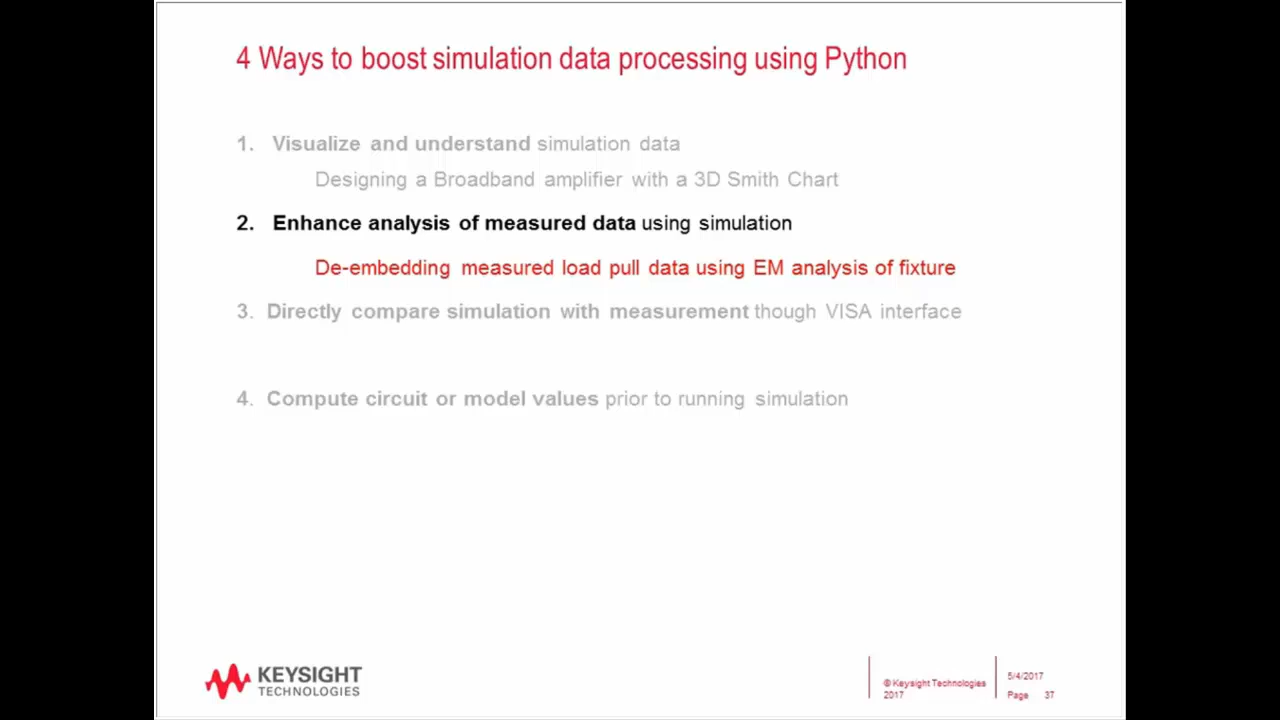 4 Ways to boost simulation data processing using Python
1. Visualize and understand simulation data
Designing a Broadband amplifier with a 3D Smith Chart
2. Enhance analysis of measured data using simulation
De-embedding measured load pull data using EM analysis of fixture
3. Directly compare simulation with measurement though VISA interface
4. Compute circuit or model values prior to running simulation
KEYSIGHT
TECHNOLOGIES
© Keysight Technologies
2017
5/4/2017
Page 37